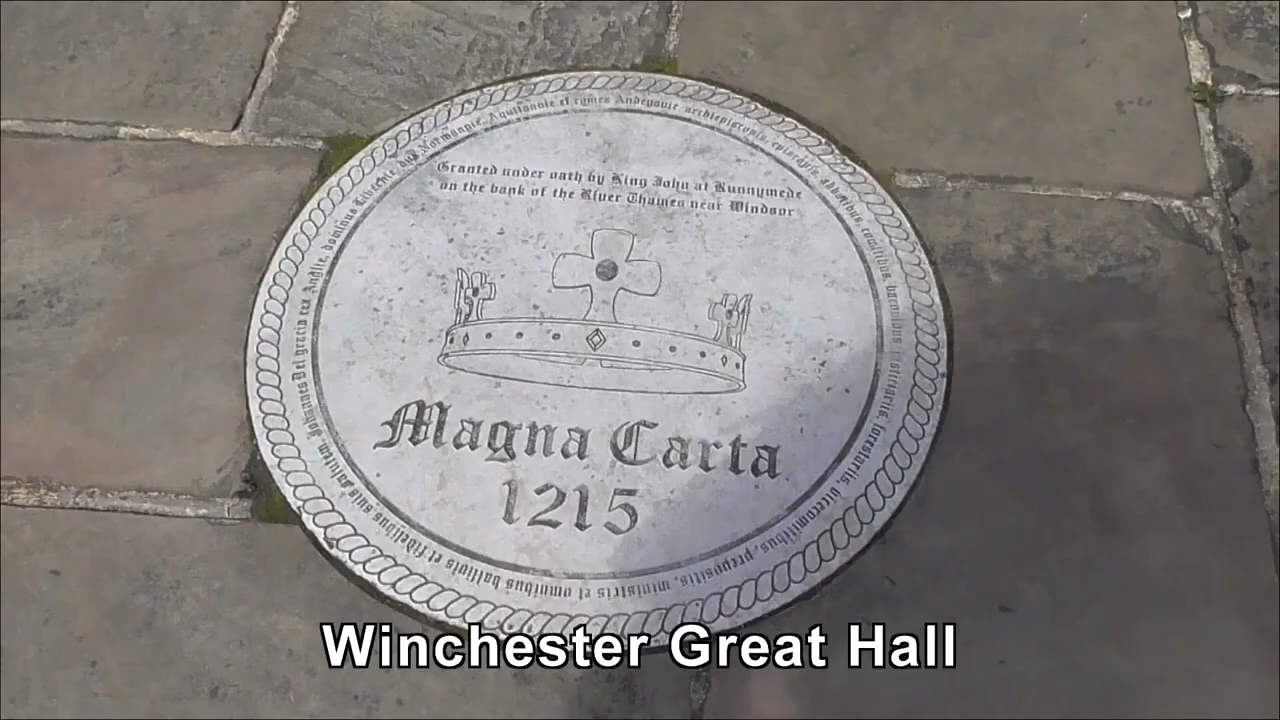 Granted under oath by King John at Runnymede
on the bank of the River Thames near Windsor
Magna Carta
1215
Johannes Dei gracia rex Anglie, dominus Hibernie, dux Normannie, Aquitannie et comes Andegavie, archiepiscopis, episcopis, abbatibus, comitibus, baronibus, justiciariis, forestariis, vicecomitibus, prepositis, ministris et omnibus ballivis et fidelibus suis salutem.
Winchester Great Hall